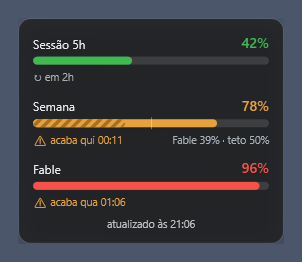 Sessão 5h 42%
↻ em 2h
Semana 78%
⚠ acaba qui 00:11 Fable 39% · teto 50%
Fable 96%
⚠ acaba qua 01:06
atualizado às 21:06